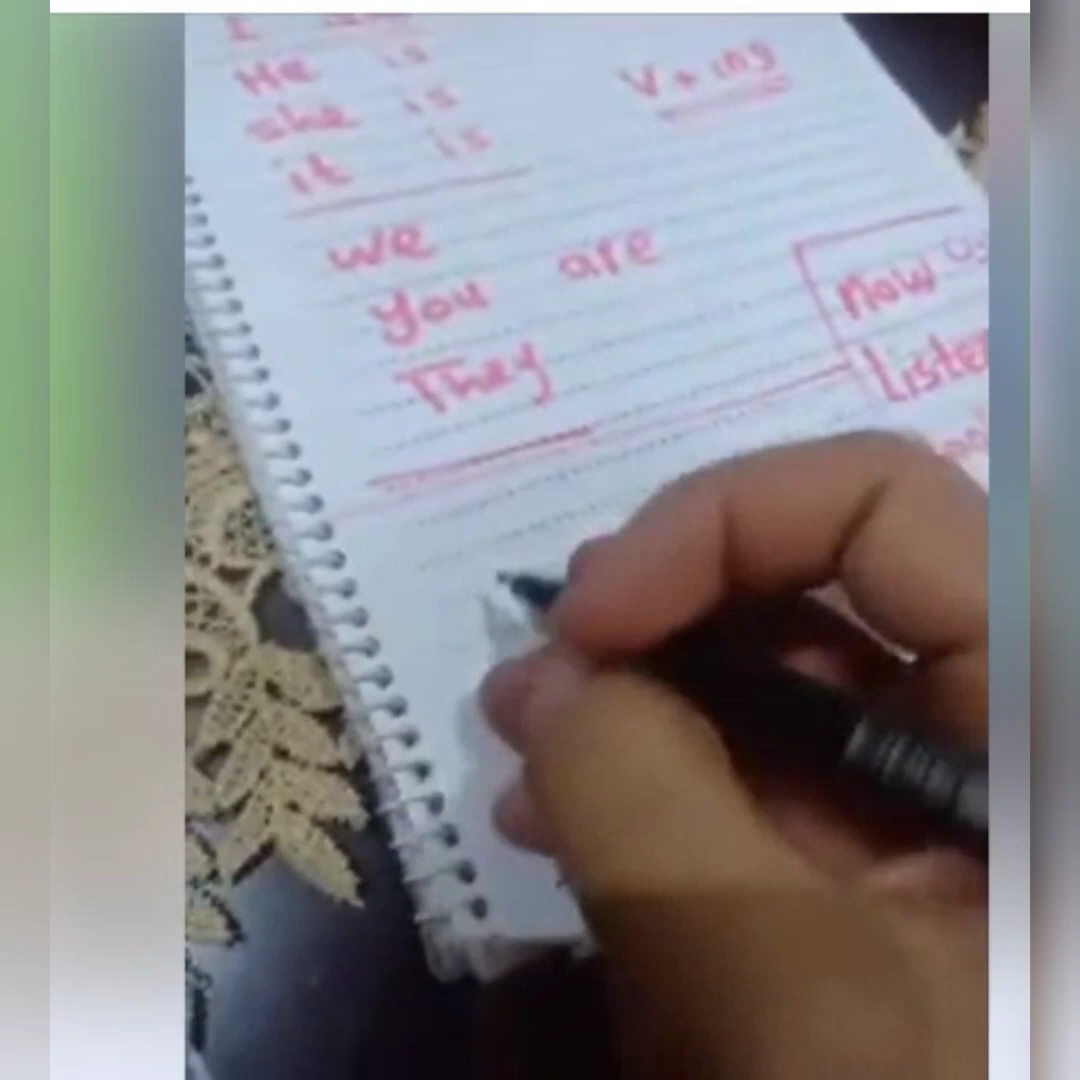 I
He is
she is
it is
V + ing
we
you are
They
Now
Listen